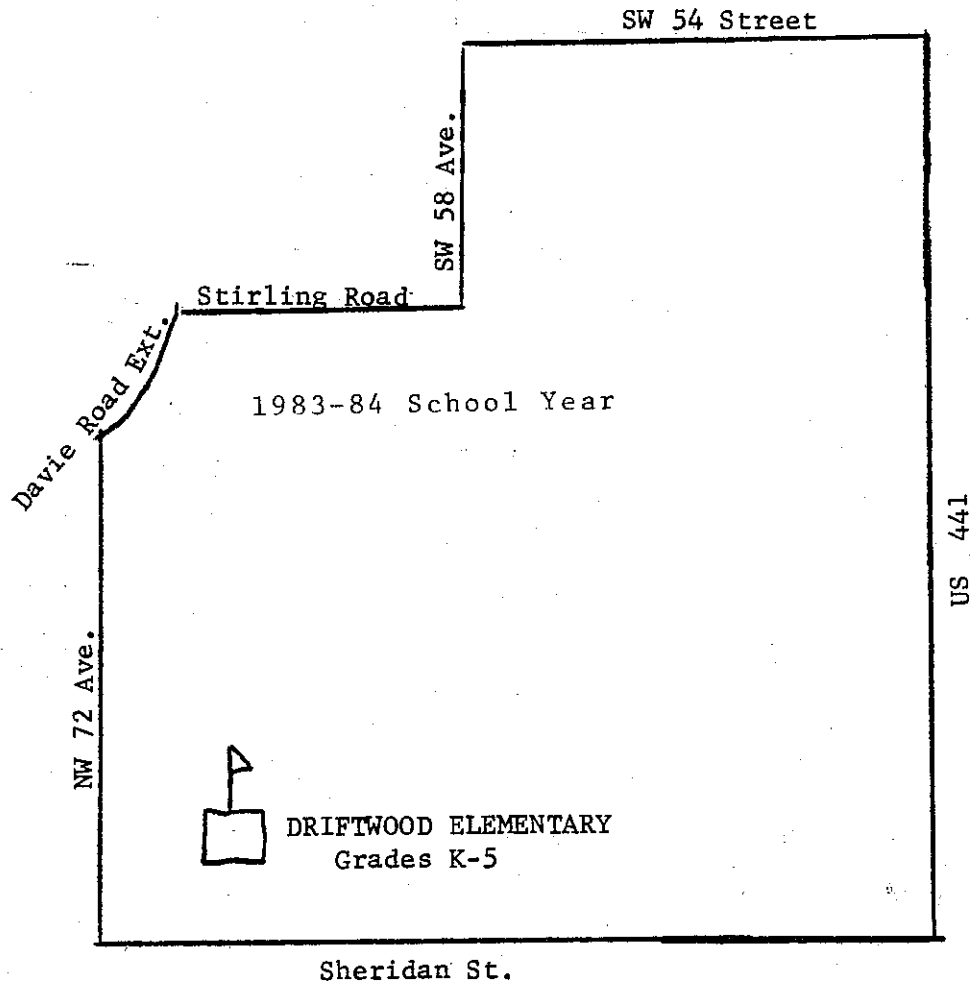 SW 54 Street
SW 58 Ave.
Stirling Road
Davie Road Ext.
1983-84 School Year
US 441
NW 72 Ave.
DRIFTWOOD ELEMENTARY
Grades K-5
Sheridan St.